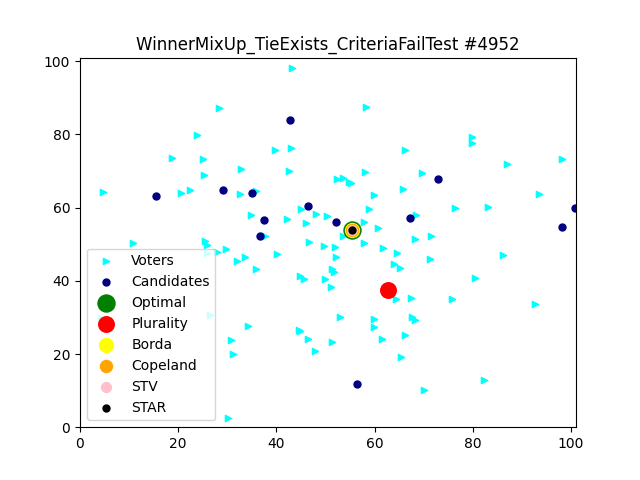 WinnerMixUp_TieExists_CriteriaFailTest #4952
100
80
60
40
20
0
Voters
Candidates
Optimal
Plurality
Borda
Copeland
STV
STAR
0 20 40 60 80 100